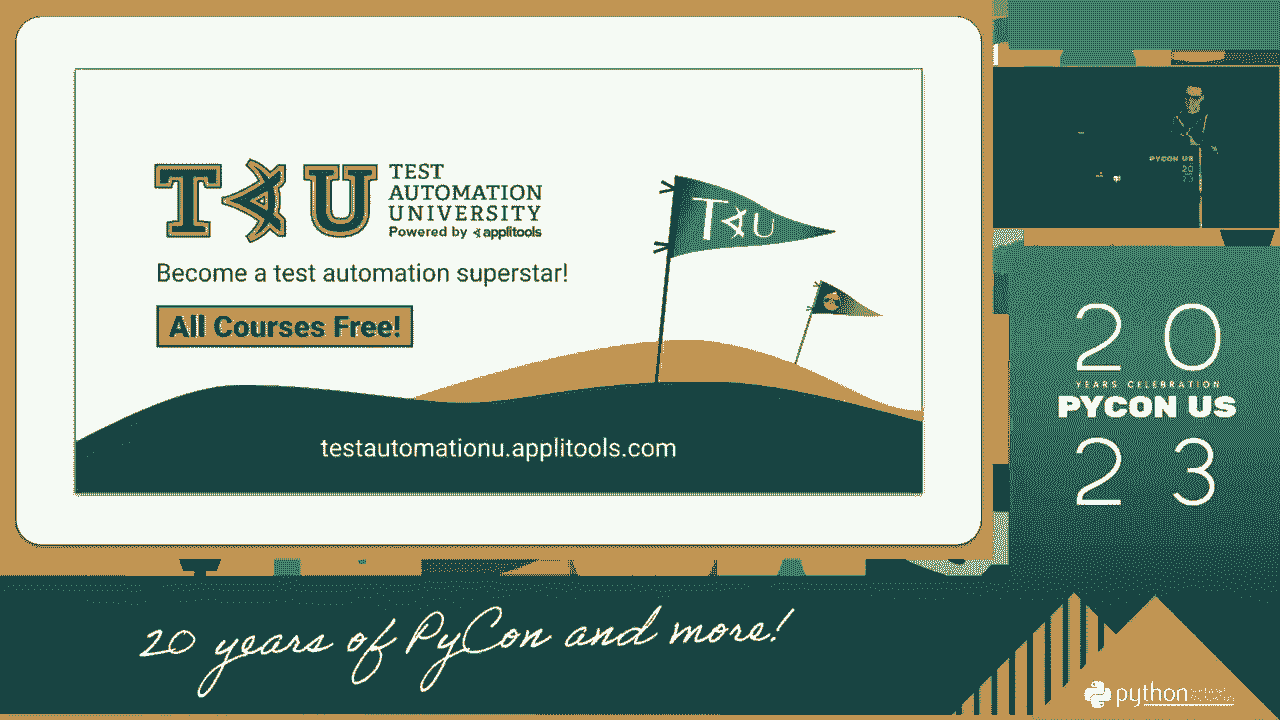 TAU
TEST
AUTOMATION
UNIVERSITY
Powered by applitools
Become a test automation superstar!
All Courses Free!
TAU
testautomationu.applitools.com
PYCON US
20
23
20
YEARS CELEBRATION
PYCON US
23
20 years of PyCon and more!
python